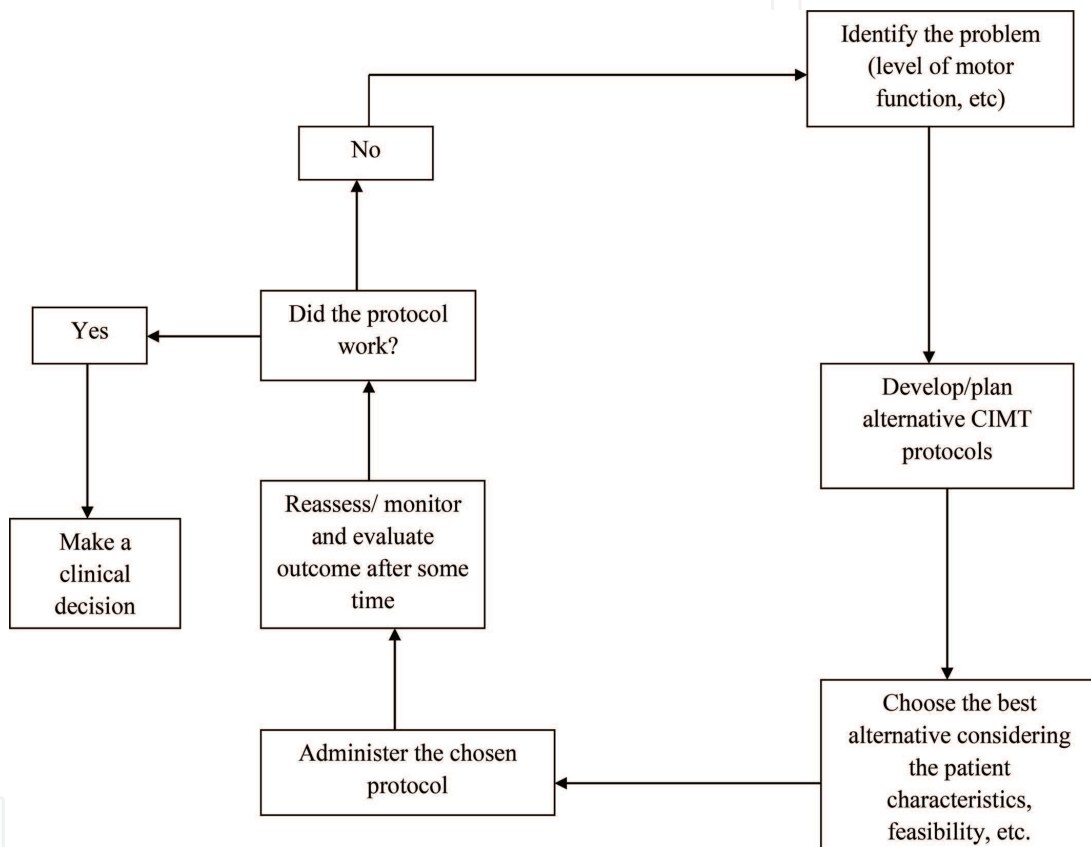 Identify the problem
(level of motor
function, etc)
No
Did the protocol
work?
Yes
Develop/plan
alternative CIMT
protocols
Reassess/ monitor
and evaluate
outcome after some
time
Make a
clinical
decision
Choose the best
alternative considering
the patient
characteristics,
feasibility, etc.
Administer the chosen
protocol